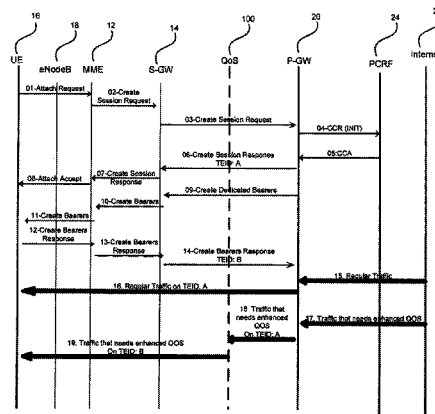 16
18
12
14
100
20
24
2
UE
eNodeB
MME
S-GW
QoS
P-GW
PCRF
Internet
01-Attach Request
02-Create
Session Request
03-Create Session Request
04-CCR (INIT)
05:CCA
06-Create Session Response
TEID: A
07-Create Session
Response
08-Attach Accept
09-Create Dedicated Bearers
10-Create Bearers
11-Create Bearers
12-Create Bearers
Response
13-Create Bearers
Response
14-Create Bearers Response
TEID: B
15. Regular Traffic
16. Regular Traffic on TEID: A
17. Traffic that needs enhanced QOS
18. Traffic that
needs enhanced
QOS
On TEID: A
19. Traffic that needs enhanced QOS
On TEID: B